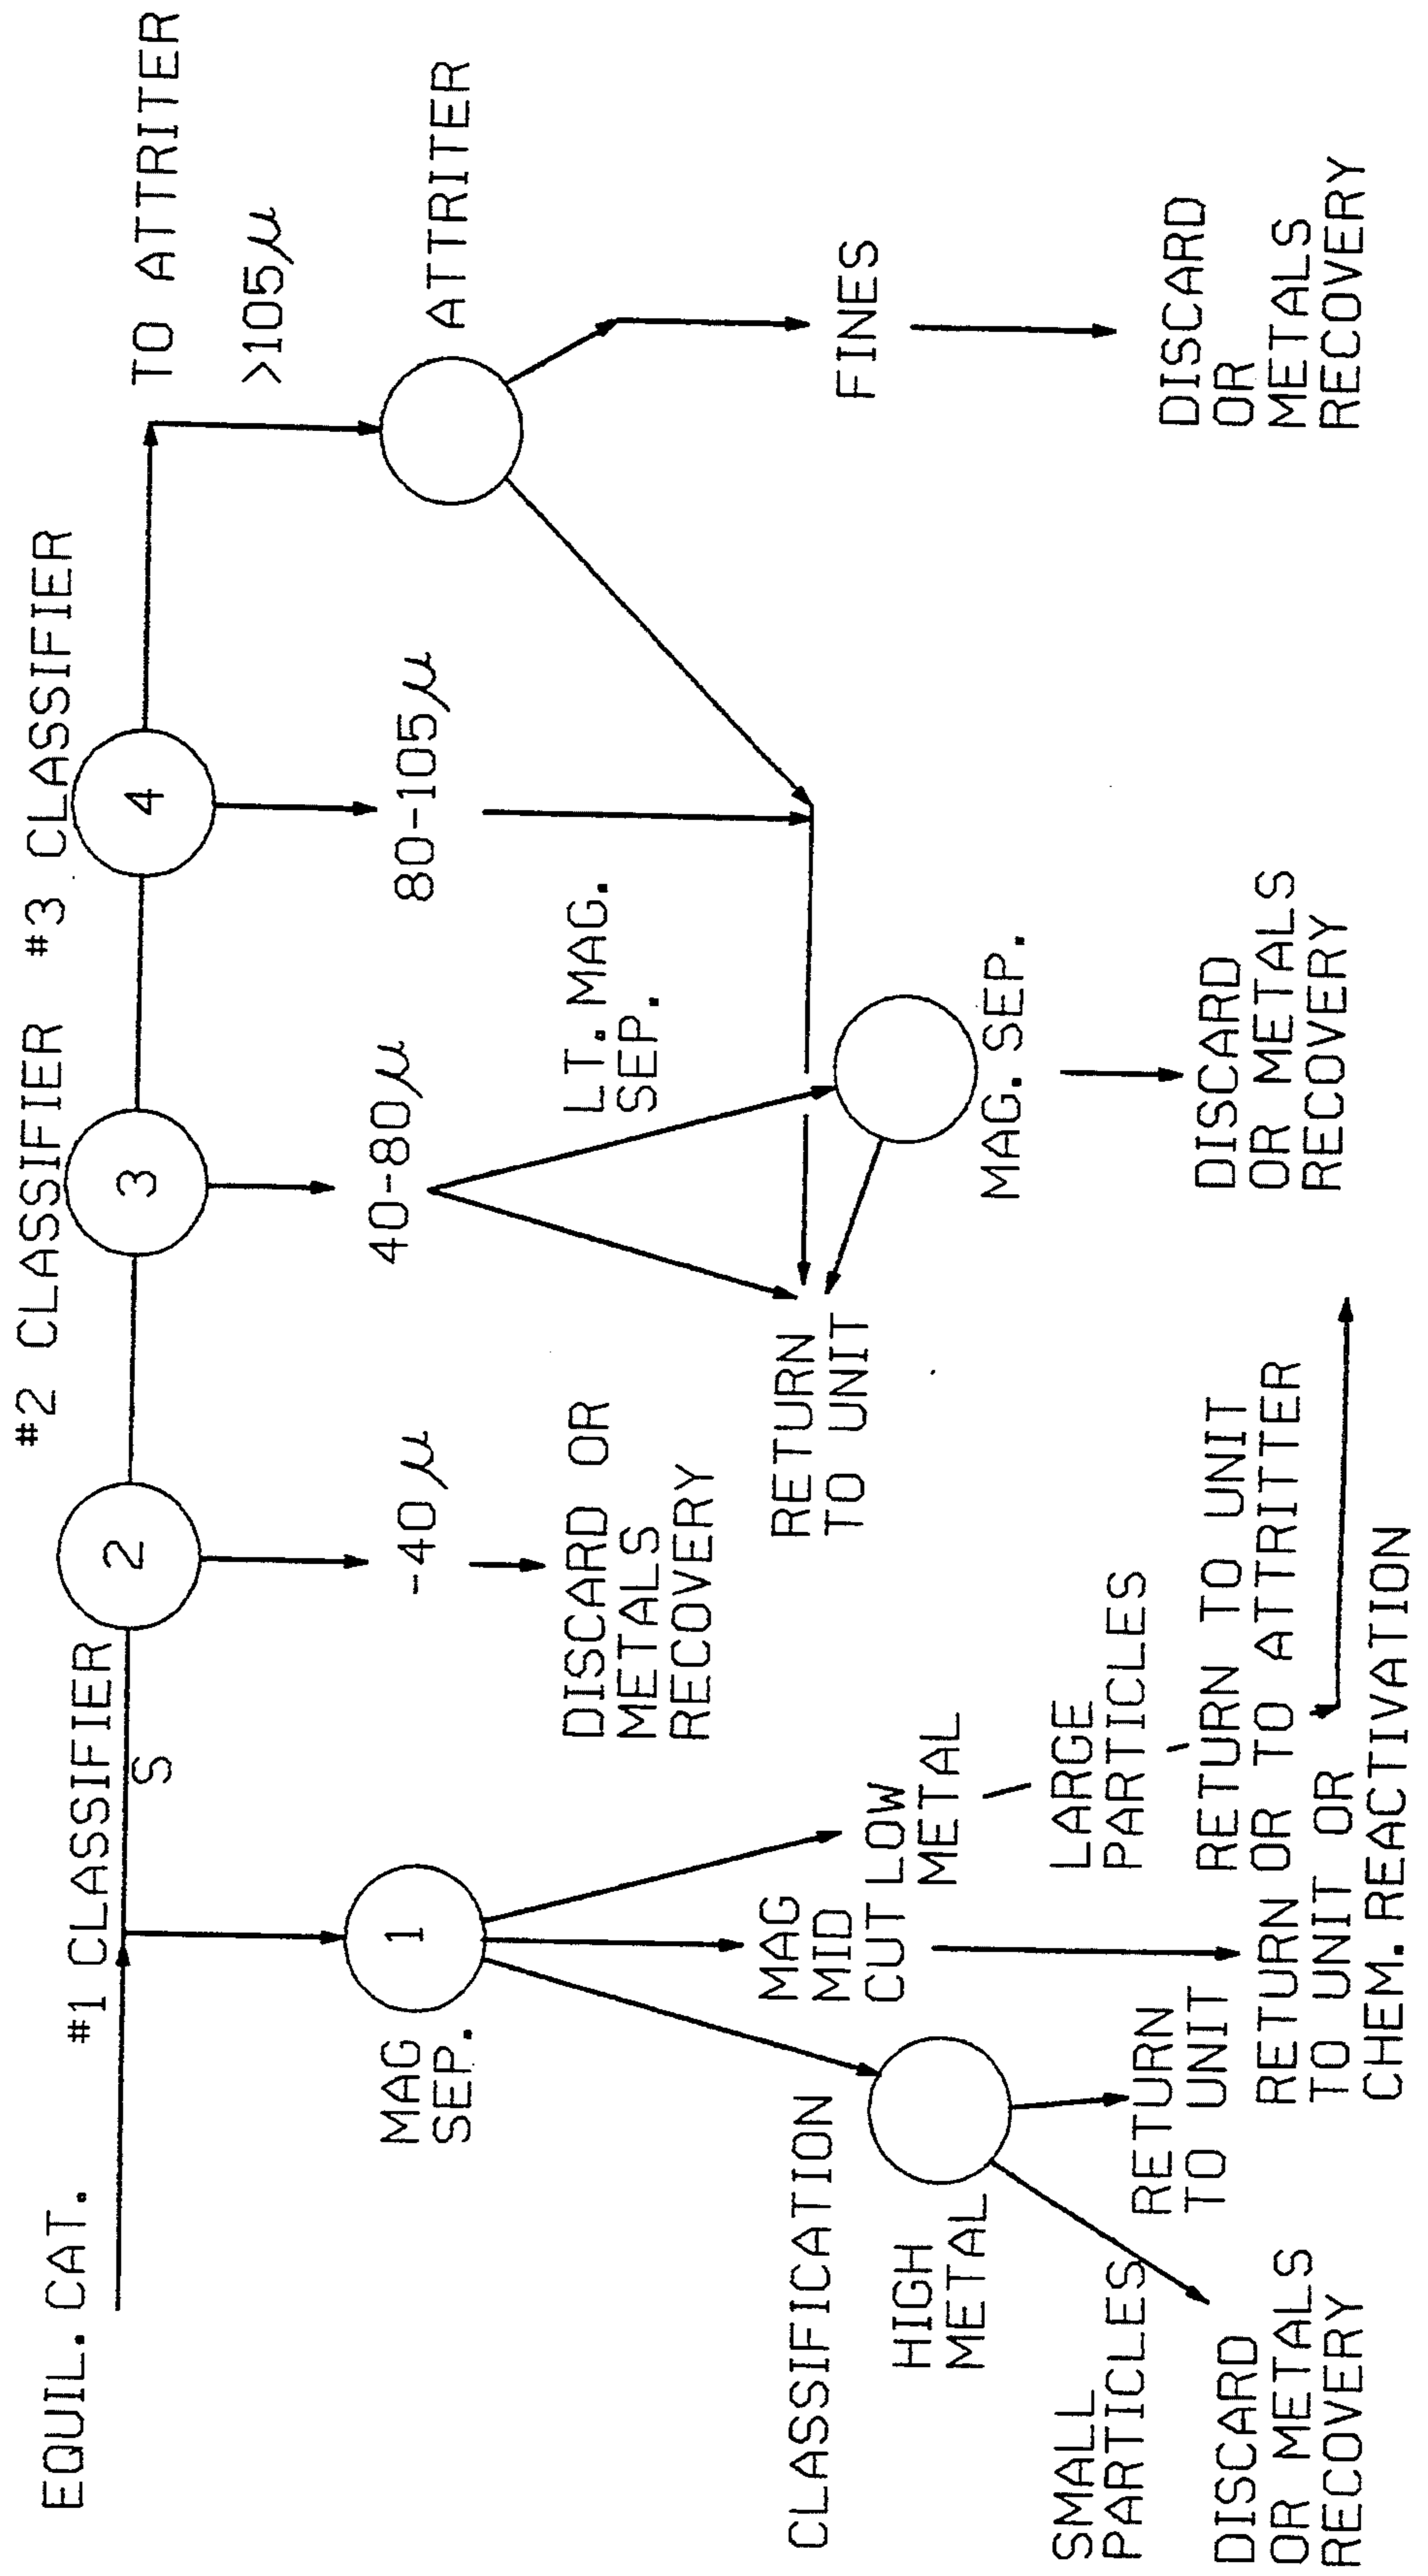 EQUIL. CAT.
#1 CLASSIFIER
S
#2 CLASSIFIER
#3 CLASSIFIER
TO ATTRITER
>105μ
2
3
4
MAG
SEP.
1
-40μ
DISCARD OR
METALS
RECOVERY
40-80μ
80-105μ
LT. MAG.
SEP.
ATTRITER
FINES
DISCARD
OR
METALS
RECOVERY
RETURN
TO UNIT
MAG. SEP.
DISCARD
OR METALS
RECOVERY
CLASSIFICATION
HIGH
METAL
MAG
MID
CUT
LOW
METAL
LARGE
PARTICLES
RETURN TO UNIT
OR TO ATTRITTER
SMALL
PARTICLES
RETURN
TO UNIT
RETURN
TO UNIT OR
CHEM. REACTIVATION
DISCARD
OR METALS
RECOVERY